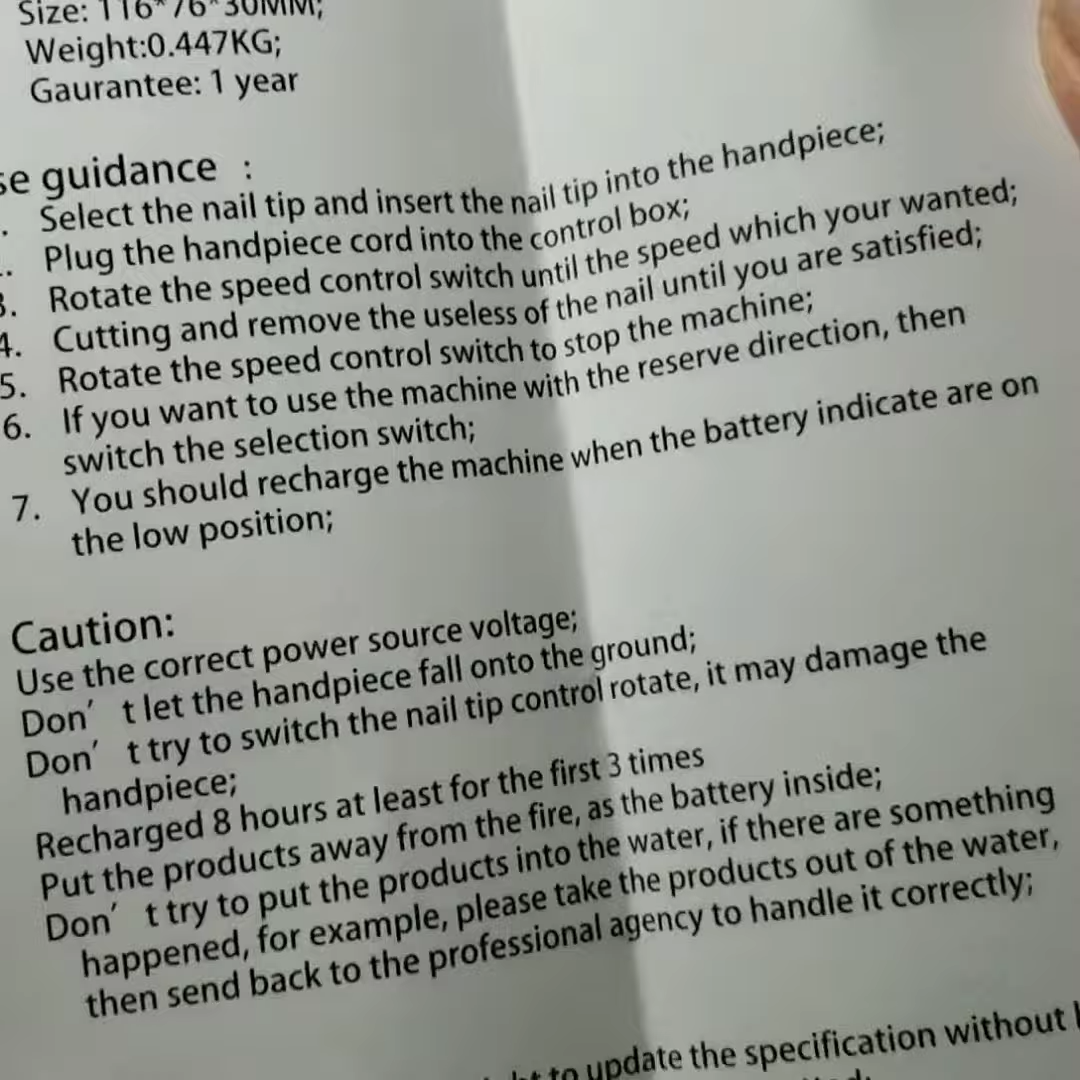 Size: 116*76*30MM;
Weight:0.447KG;
Gaurantee: 1 year
guidance :
Select the nail tip and insert the nail tip into the handpiece;
Plug the handpiece cord into the control box;
3. Rotate the speed control switch until the speed which your wanted;
4. Cutting and remove the useless of the nail until you are satisfied;
5. Rotate the speed control switch to stop the machine;
6. If you want to use the machine with the reserve direction, then
switch the selection switch;
7. You should recharge the machine when the battery indicate are on
the low position;
Caution:
Use the correct power source voltage;
Don’ t let the handpiece fall onto the ground;
Don’ t try to switch the nail tip control rotate, it may damage the
handpiece;
Recharged 8 hours at least for the first 3 times
Put the products away from the fire, as the battery inside;
Don’ t try to put the products into the water, if there are something
happened, for example, please take the products out of the water,
then send back to the professional agency to handle it correctly;
to update the specification without